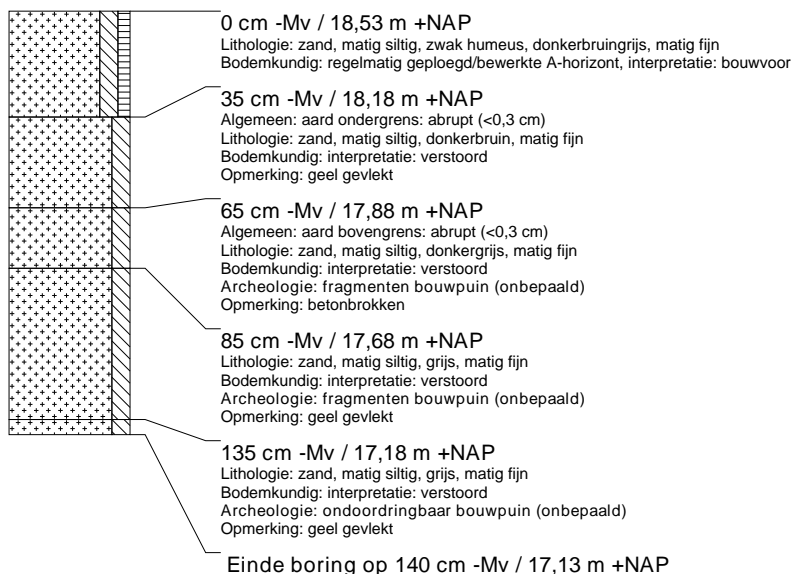 0 cm -Mv / 18,53 m +NAP
Lithologie: zand, matig siltig, zwak humeus, donkerbruingrijs, matig fijn
Bodemkundig: regelmatig geploegd/bewerkte A-horizont, interpretatie: bouwvoor
35 cm -Mv / 18,18 m +NAP
Algemeen: aard ondergrens: abrupt (<0,3 cm)
Lithologie: zand, matig siltig, donkerbruin, matig fijn
Bodemkundig: interpretatie: verstoord
Opmerking: geel gevlekt
65 cm -Mv / 17,88 m +NAP
Algemeen: aard bovengrens: abrupt (<0,3 cm)
Lithologie: zand, matig siltig, donkergrijs, matig fijn
Bodemkundig: interpretatie: verstoord
Archeologie: fragmenten bouwpuin (onbepaald)
Opmerking: betonbrokken
85 cm -Mv / 17,68 m +NAP
Lithologie: zand, matig siltig, grijs, matig fijn
Bodemkundig: interpretatie: verstoord
Archeologie: fragmenten bouwpuin (onbepaald)
Opmerking: geel gevlekt
135 cm -Mv / 17,18 m +NAP
Lithologie: zand, matig siltig, grijs, matig fijn
Bodemkundig: interpretatie: verstoord
Archeologie: ondoordringbaar bouwpuin (onbepaald)
Opmerking: geel gevlekt
Einde boring op 140 cm -Mv / 17,13 m +NAP